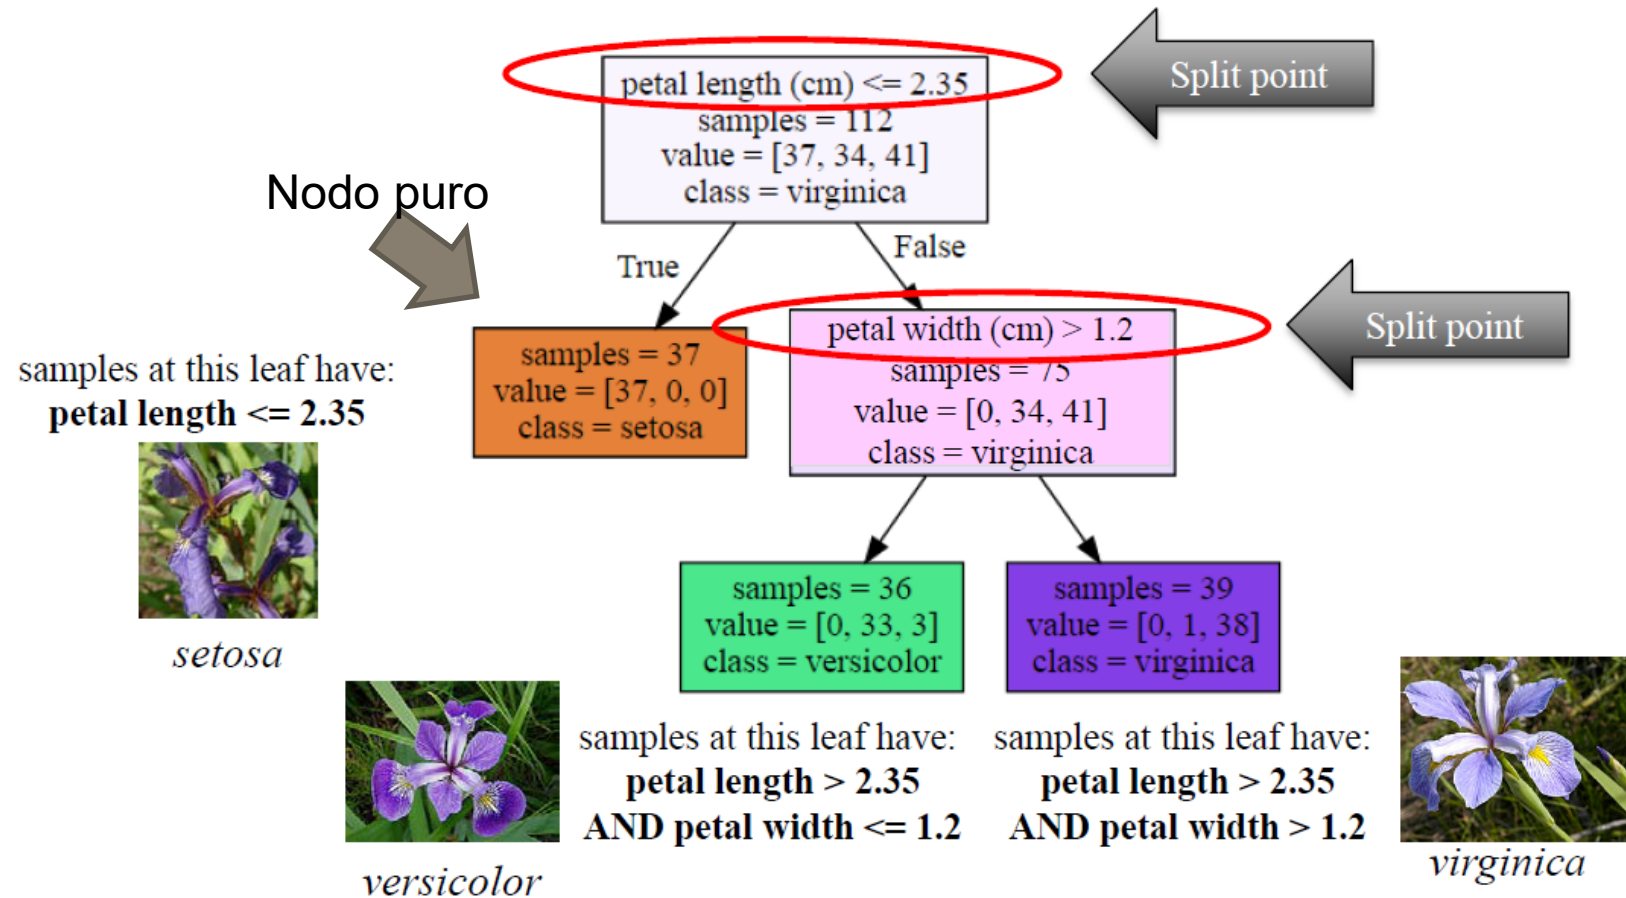 petal length (cm) <= 2.35
samples = 112
value = [37, 34, 41]
class = virginica
Split point
Nodo puro
True
False
samples = 37
value = [37, 0, 0]
class = setosa
petal width (cm) > 1.2
samples = 75
value = [0, 34, 41]
class = virginica
Split point
samples at this leaf have:
petal length <= 2.35
setosa
samples = 36
value = [0, 33, 3]
class = versicolor
samples = 39
value = [0, 1, 38]
class = virginica
versicolor
samples at this leaf have:
petal length > 2.35
AND petal width <= 1.2
samples at this leaf have:
petal length > 2.35
AND petal width > 1.2
virginica